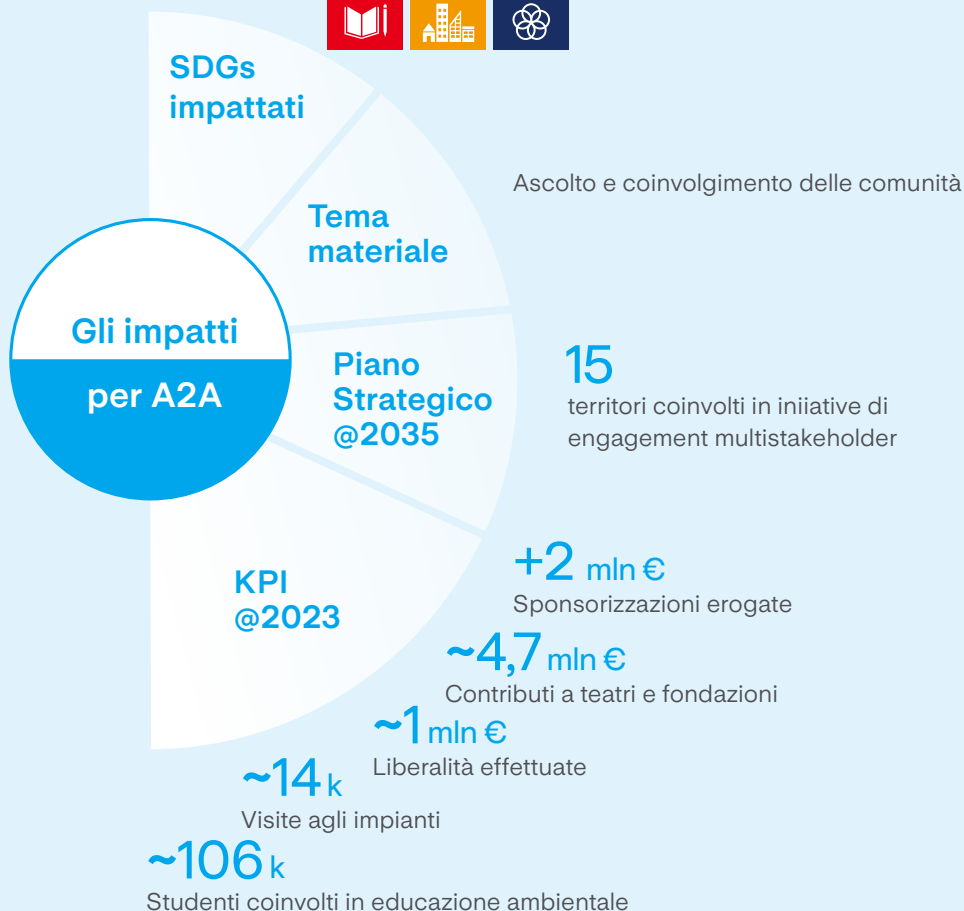 SDGs
impattati
Tema
materiale
Ascolto e coinvolgimento delle comunità
Gli impatti
per A2A
Piano
Strategico
@2035
15
territori coinvolti in iniiative di
engagement multistakeholder
KPI
@2023
+2 mln €
Sponsorizzazioni erogate
~4,7 mln €
Contributi a teatri e fondazioni
~1 mln €
Liberalità effettuate
~14 k
Visite agli impianti
~106 k
Studenti coinvolti in educazione ambientale